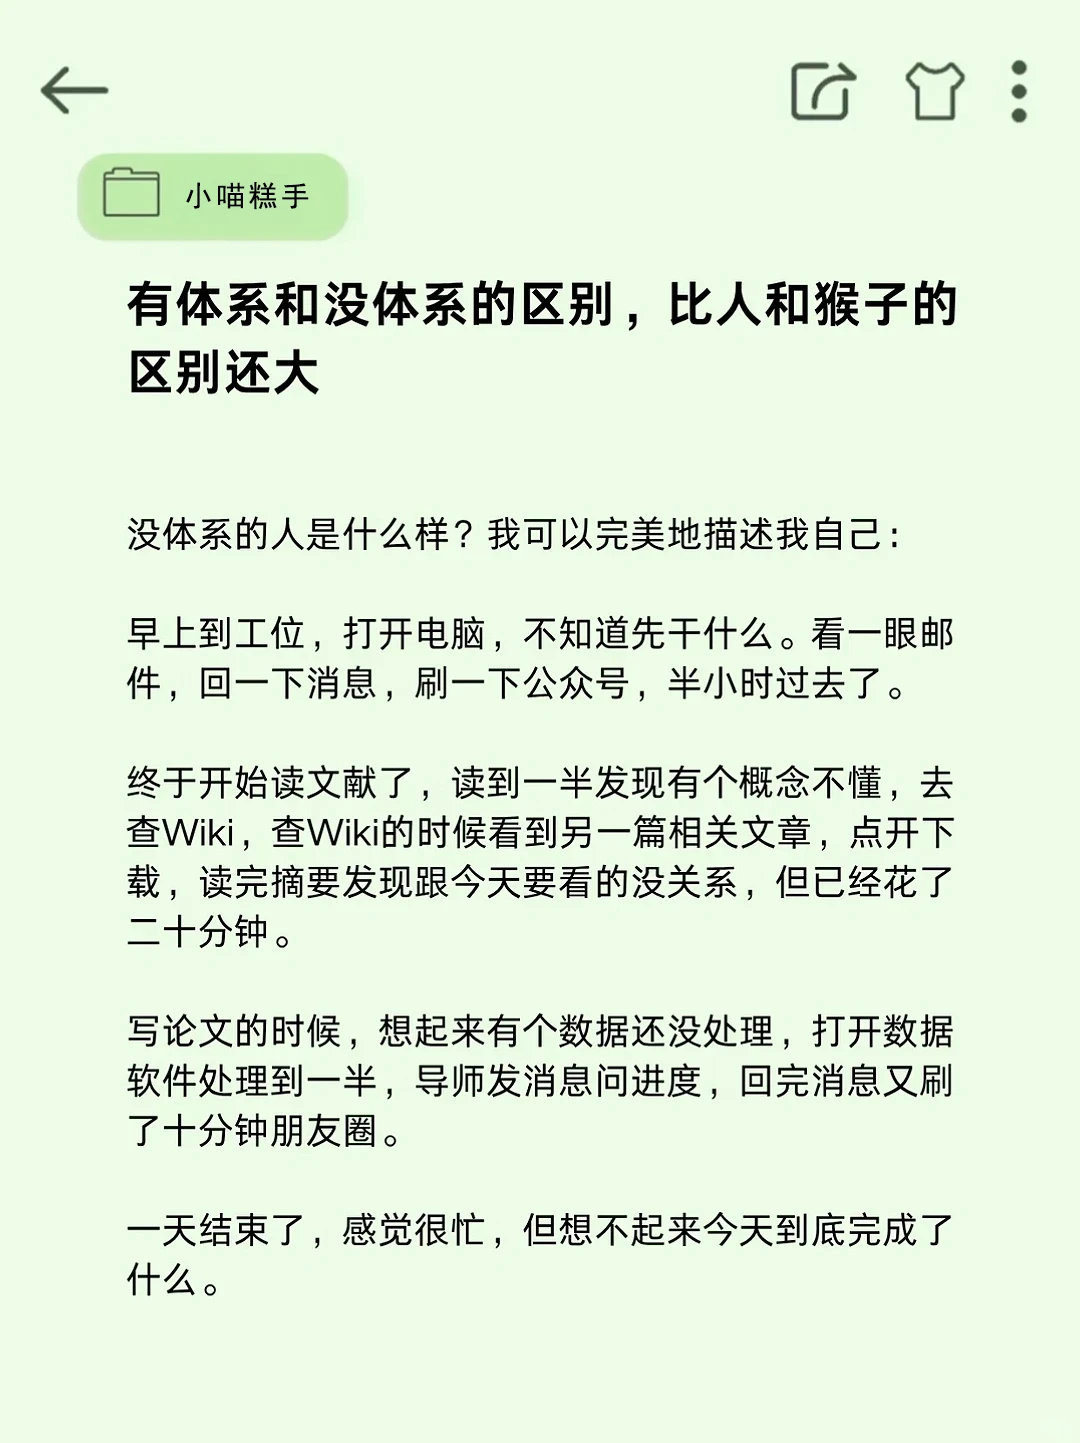 小喵糕手
有体系和没体系的区别，比人和猴子的
区别还大
没体系的人是什么样？我可以完美地描述我自己：
早上到工位，打开电脑，不知道先干什么。看一眼邮
件，回一下消息，刷一下公众号，半小时过去了。
终于开始读文献了，读到一半发现有个概念不懂，去
查Wiki，查Wiki的时候看到另一篇相关文章，点开下
载，读完摘要发现跟今天要看的没关系，但已经花了
二十分钟。
写论文的时候，想起来有个数据还没处理，打开数据
软件处理到一半，导师发消息问进度，回完消息又刷
了十分钟朋友圈。
一天结束了，感觉很忙，但想不起来今天到底完成了
什么。